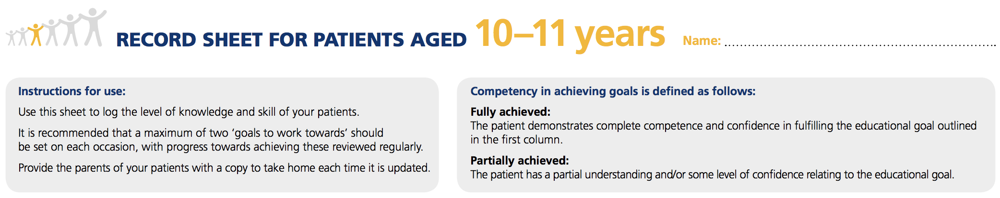 RECORD SHEET FOR PATIENTS AGED 10–11 years Name: ........................................................................
Instructions for use:
Use this sheet to log the level of knowledge and skill of your patients.
It is recommended that a maximum of two ‘goals to work towards’ should
be set on each occasion, with progress towards achieving these reviewed regularly.
Provide the parents of your patients with a copy to take home each time it is updated.
Competency in achieving goals is defined as follows:
Fully achieved:
The patient demonstrates complete competence and confidence in fulfilling the educational goal outlined
in the first column.
Partially achieved:
The patient has a partial understanding and/or some level of confidence relating to the educational goal.